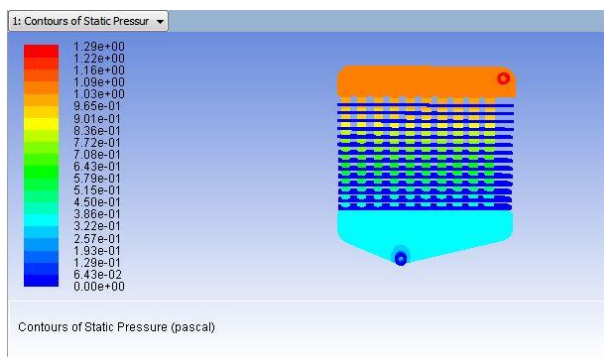 1: Contours of Static Pressur
1.29e+00
1.22e+00
1.16e+00
1.09e+00
1.03e+00
9.65e-01
9.01e-01
8.36e-01
7.72e-01
7.08e-01
6.43e-01
5.79e-01
5.15e-01
4.50e-01
3.86e-01
3.22e-01
2.57e-01
1.93e-01
1.29e-01
6.43e-02
0.00e+00
Contours of Static Pressure (pascal)